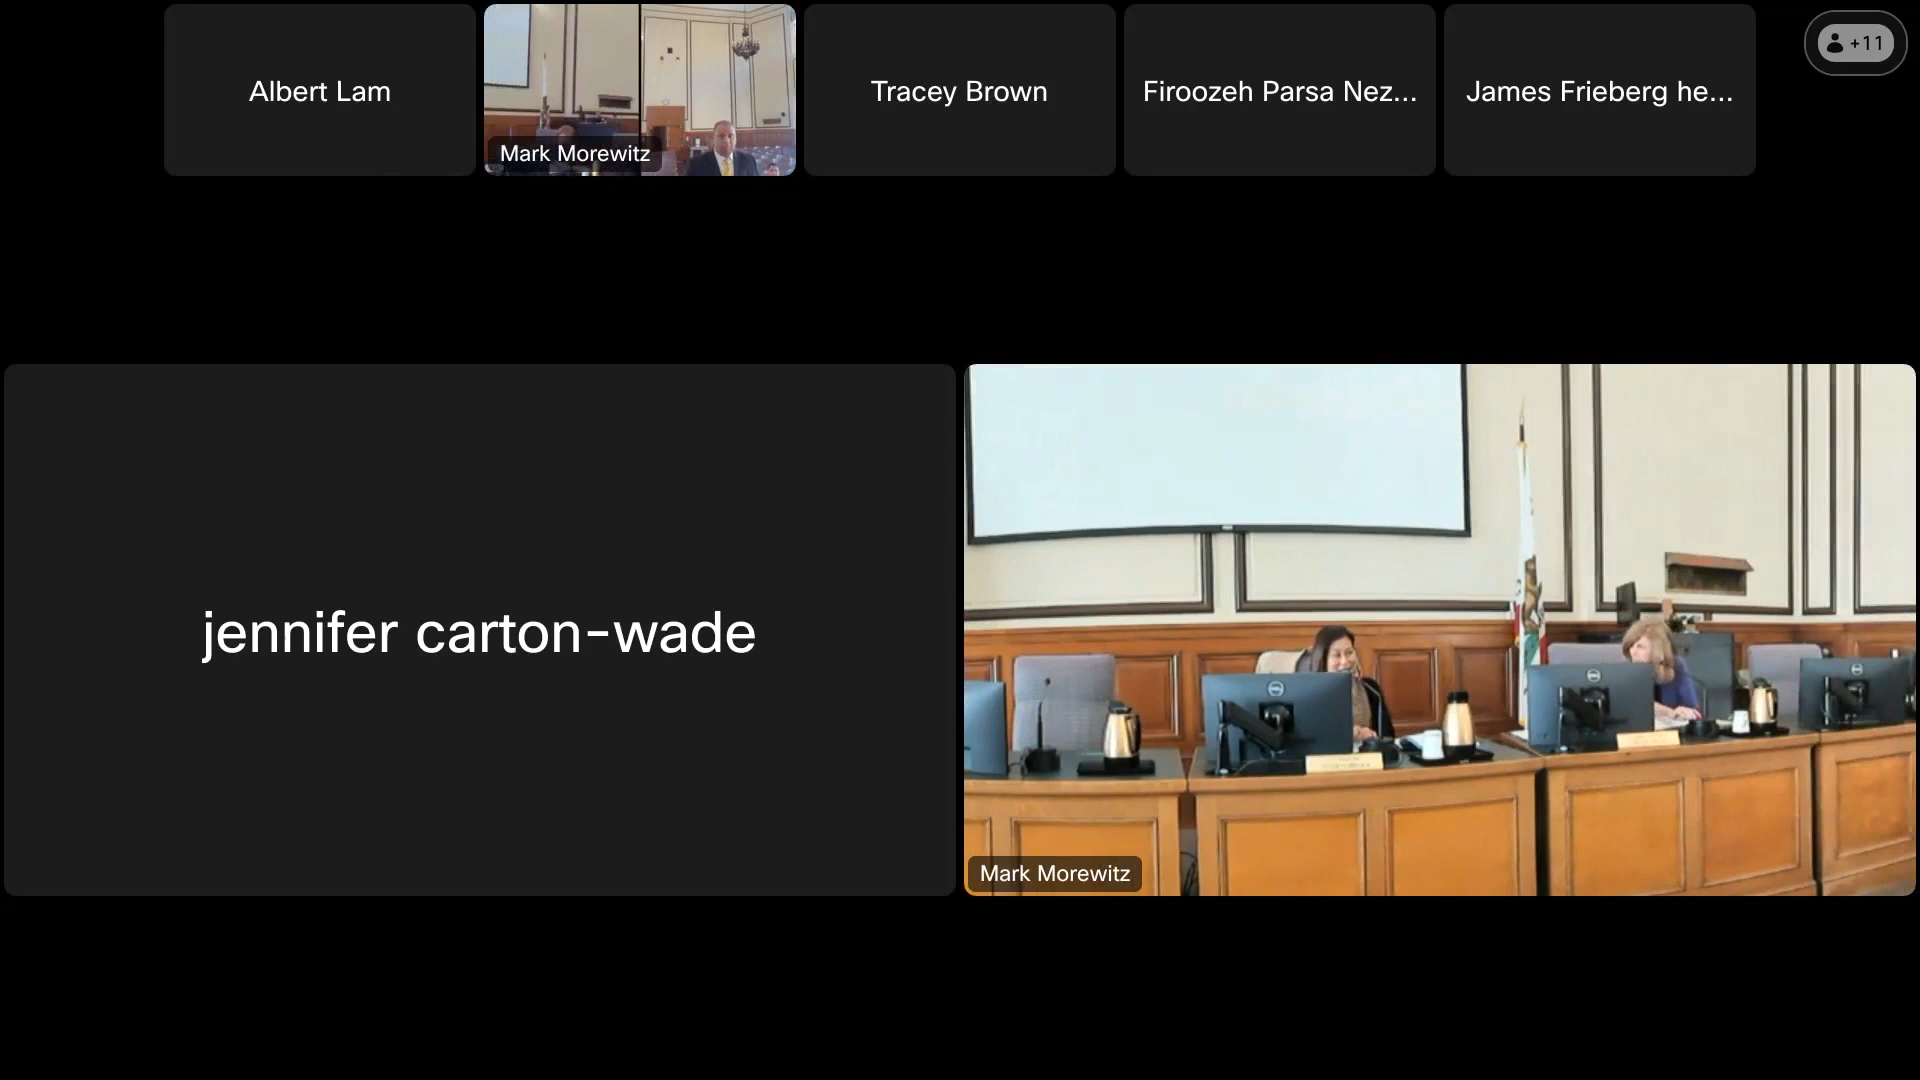 Albert Lam
Mark Morewitz
Tracey Brown
Firoozeh Parsa Nez...
James Frieberg he...
+11
jennifer carton-wade
Mark Morewitz